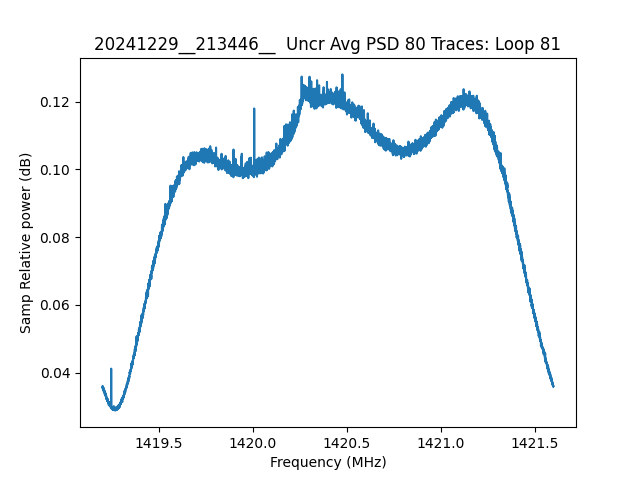 20241229__213446__  Uncr Avg PSD 80 Traces: Loop 81
Samp Relative power (dB)
0.12
0.10
0.08
0.06
0.04
1419.5 1420.0 1420.5 1421.0 1421.5
Frequency (MHz)